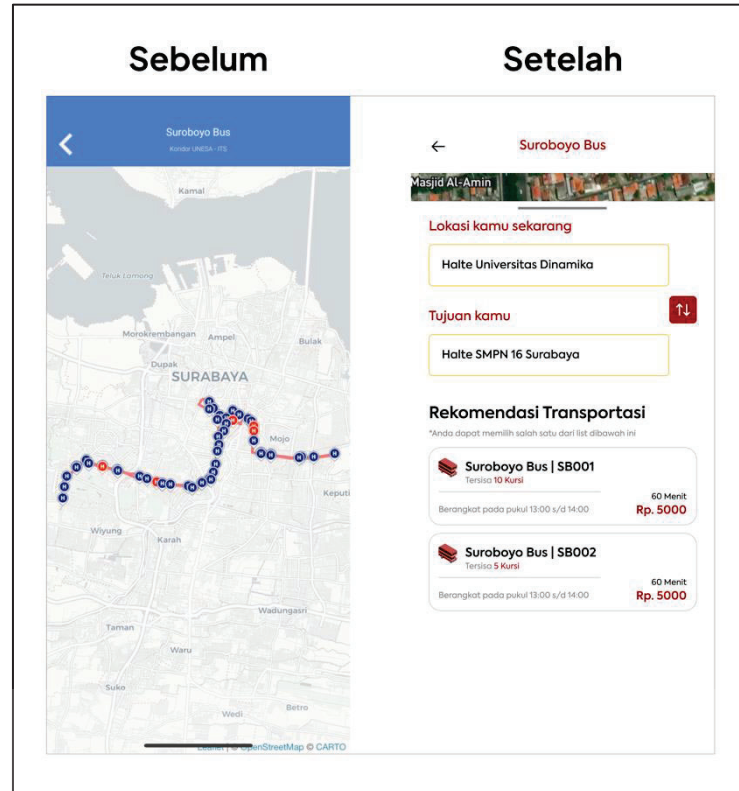 Sebelum
Setelah
Suroboyo Bus
Koridor UNESA - ITS
Kamal
Teluk Lamong
Morokrembangan
Ampel
Bulak
Dupak
SURABAYA
Mojo
Keputi
Wiyung
Karah
Wadungasri
Taman
Waru
Suko
Wedi
Betro
Leaflet | © OpenStreetMap © CARTO
Suroboyo Bus
Masjid Al-Amin
Lokasi kamu sekarang
Halte Universitas Dinamika
Tujuan kamu
Halte SMPN 16 Surabaya
Rekomendasi Transportasi
*Anda dapat memilih salah satu dari list dibawah ini
Suroboyo Bus | SB001
Tersisa 10 Kursi
60 Menit
Berangkat pada pukul 13:00 s/d 14:00
Rp. 5000
Suroboyo Bus | SB002
Tersisa 5 Kursi
60 Menit
Berangkat pada pukul 13:00 s/d 14:00
Rp. 5000